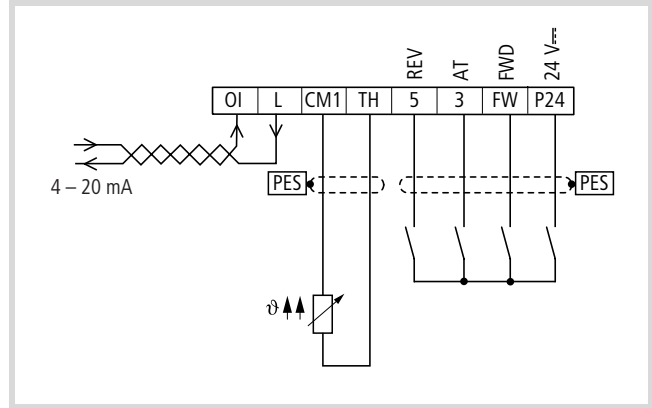 REV
AT
FWD
24 V⎓
OI L CM1 TH 5 3 FW P24
4 – 20 mA
PES
PES
ϑ